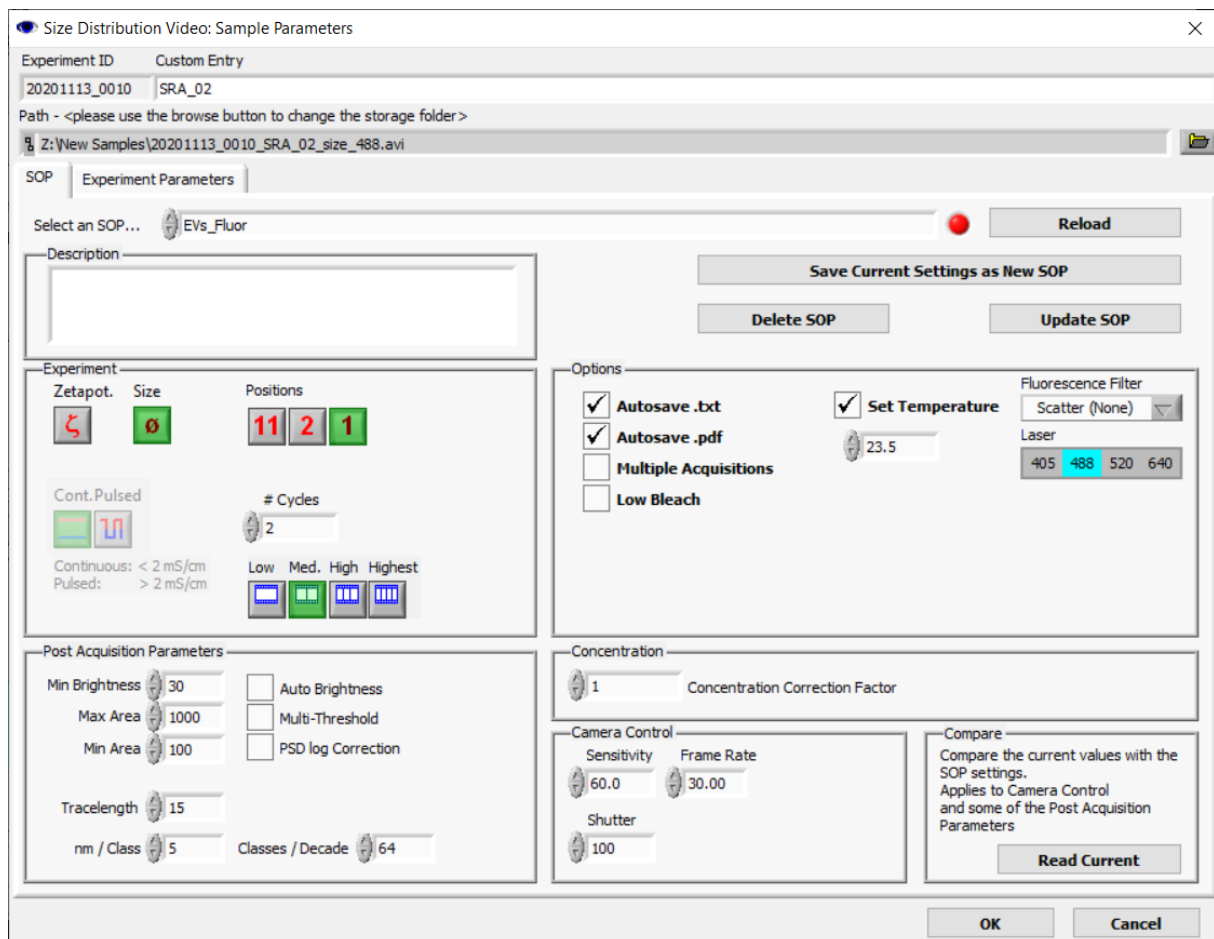 Size Distribution Video: Sample Parameters
Experiment ID Custom Entry
20201113_0010 SRA_02
Path - <please use the browse button to change the storage folder>
Z:\New Samples\20201113_0010_SRA_02_size_488.avi
SOP Experiment Parameters
Select an SOP... EVs_Fluor Reload
Description
Save Current Settings as New SOP
Delete SOP Update SOP
Experiment
Zetapot. Size Positions
ζ ø 11 2 1
Cont. Pulsed
# Cycles
2
Continuous: < 2 mS/cm
Pulsed: > 2 mS/cm
Low Med. High Highest
Options
Autosave .txt
Autosave .pdf
Multiple Acquisitions
Low Bleach
Set Temperature
23.5
Fluorescence Filter
Scatter (None)
Laser
405 488 520 640
Post Acquisition Parameters
Min Brightness 30 Auto Brightness
Max Area 1000 Multi-Threshold
Min Area 100 PSD log Correction
Tracelength 15
nm / Class 5 Classes / Decade 64
Concentration
1 Concentration Correction Factor
Camera Control
Sensitivity Frame Rate
60.0 30.00
Shutter
100
Compare
Compare the current values with the
SOP settings.
Applies to Camera Control
and some of the Post Acquisition
Parameters
Read Current
OK Cancel